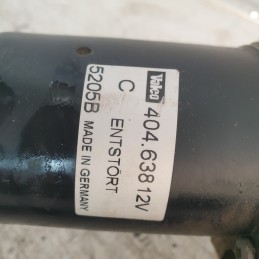 Valeo 404.638 12V
C ENTSTÖRT
5205B MADE IN GERMANY